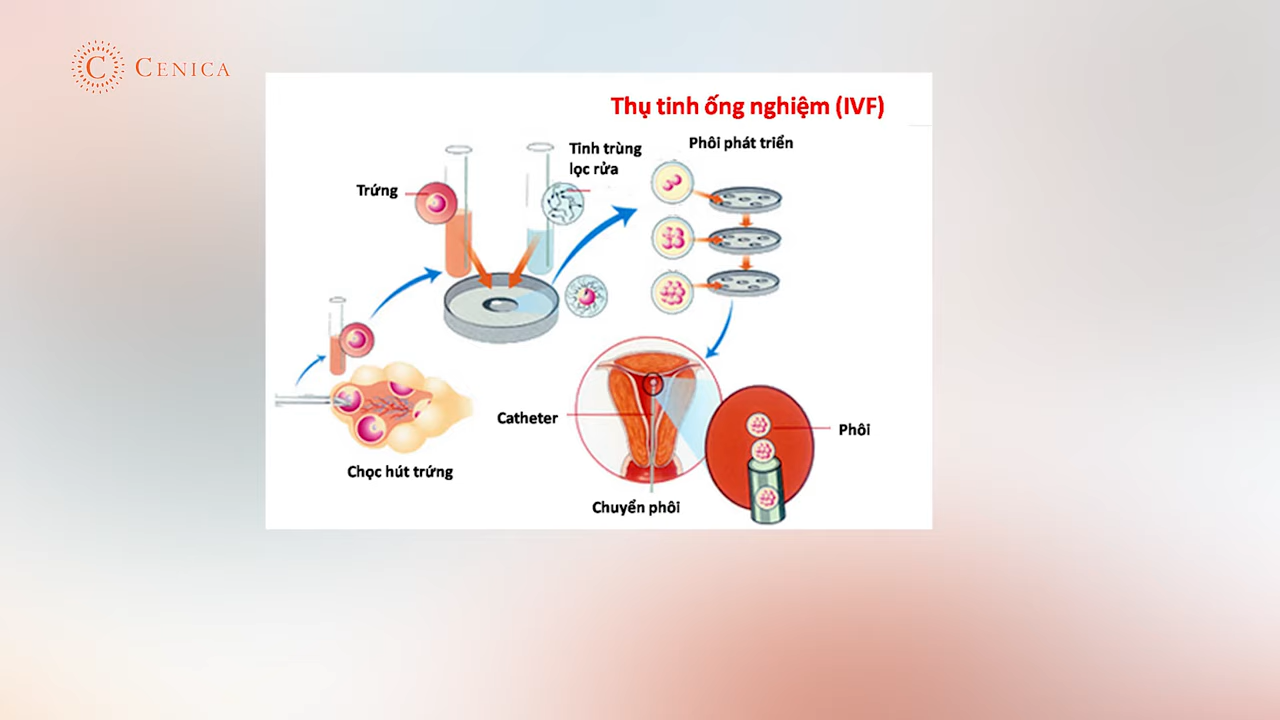 C CENICA
Thụ tinh ống nghiệm (IVF)
Tinh trùng
lọc rửa
Phôi phát triển
Trứng
Catheter
Phôi
Chọc hút trứng
Chuyển phôi